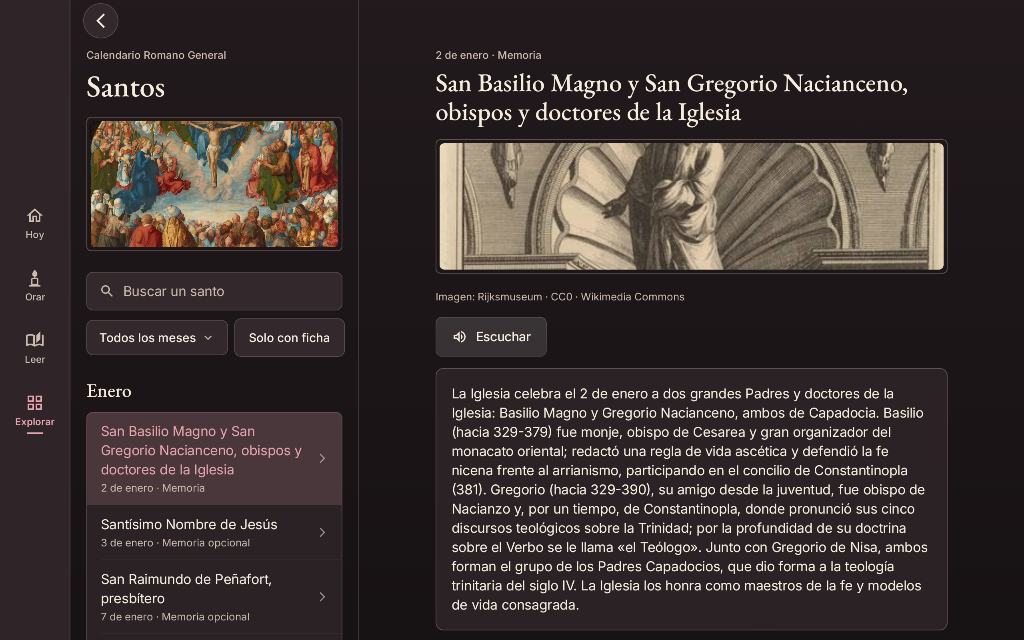 Hoy
Orar
Leer
Explorar
Calendario Romano General
Santos
Buscar un santo
Todos los meses
Solo con ficha
Enero
San Basilio Magno y San
Gregorio Nacianceno, obispos y
doctores de la Iglesia
2 de enero · Memoria
Santísimo Nombre de Jesús
3 de enero · Memoria opcional
San Raimundo de Peñafort,
presbítero
7 de enero · Memoria opcional
2 de enero · Memoria
San Basilio Magno y San Gregorio Nacianceno,
obispos y doctores de la Iglesia
Imagen: Rijksmuseum · CC0 · Wikimedia Commons
Escuchar
La Iglesia celebra el 2 de enero a dos grandes Padres y doctores de la
Iglesia: Basilio Magno y Gregorio Nacianceno, ambos de Capadocia. Basilio
(hacia 329-379) fue monje, obispo de Cesarea y gran organizador del
monacato oriental; redactó una regla de vida ascética y defendió la fe
nicena frente al arrianismo, participando en el concilio de Constantinopla
(381). Gregorio (hacia 329-390), su amigo desde la juventud, fue obispo de
Nacianzo y, por un tiempo, de Constantinopla, donde pronunció sus cinco
discursos teológicos sobre la Trinidad; por la profundidad de su doctrina
sobre el Verbo se le llama «el Teólogo». Junto con Gregorio de Nisa, ambos
forman el grupo de los Padres Capadocios, que dio forma a la teología
trinitaria del siglo IV. La Iglesia los honra como maestros de la fe y modelos
de vida consagrada.